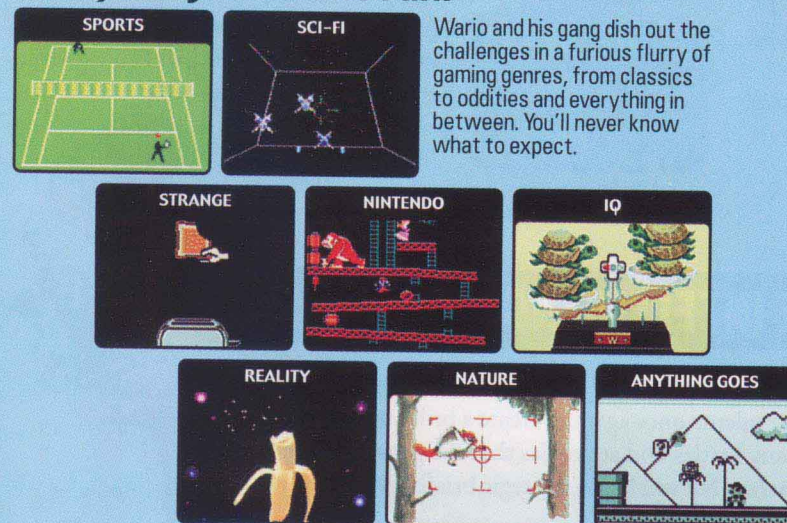 SPORTS
SCI-FI
Wario and his gang dish out the
challenges in a furious flurry of
gaming genres, from classics
to oddities and everything in
between. You'll never know
what to expect.
STRANGE
NINTENDO
IQ
W
REALITY
NATURE
ANYTHING GOES
?